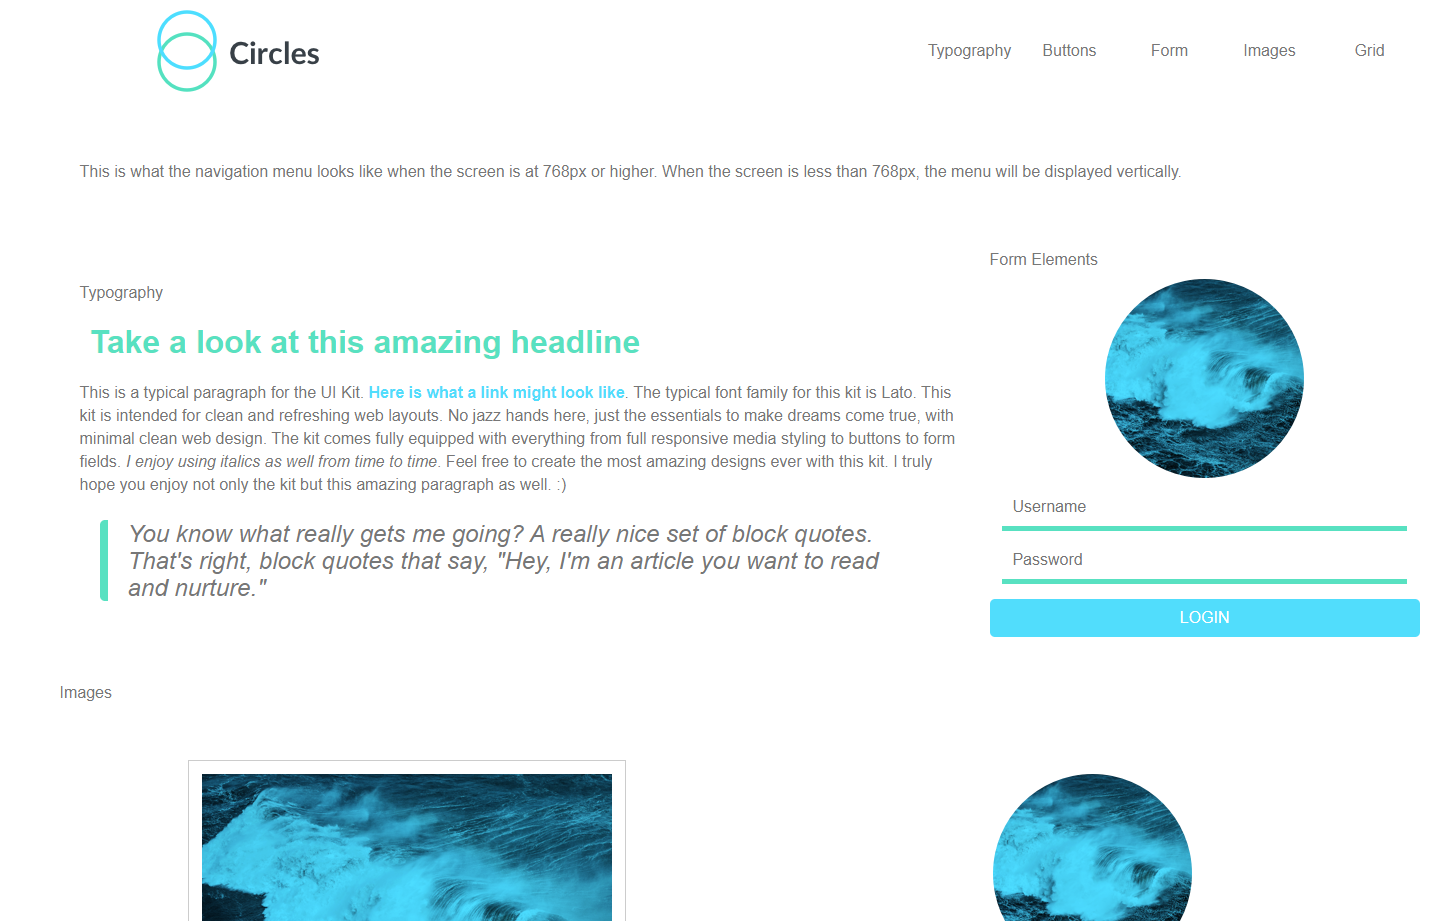 Circles
Typography Buttons Form Images Grid
This is what the navigation menu looks like when the screen is at 768px or higher. When the screen is less than 768px, the menu will be displayed vertically.
Typography
Take a look at this amazing headline
This is a typical paragraph for the UI Kit. Here is what a link might look like. The typical font family for this kit is Lato. This
kit is intended for clean and refreshing web layouts. No jazz hands here, just the essentials to make dreams come true, with
minimal clean web design. The kit comes fully equipped with everything from full responsive media styling to buttons to form
fields. I enjoy using italics as well from time to time. Feel free to create the most amazing designs ever with this kit. I truly
hope you enjoy not only the kit but this amazing paragraph as well. :)
You know what really gets me going? A really nice set of block quotes.
That's right, block quotes that say, "Hey, I'm an article you want to read
and nurture."
Form Elements
Username
Password
LOGIN
Images